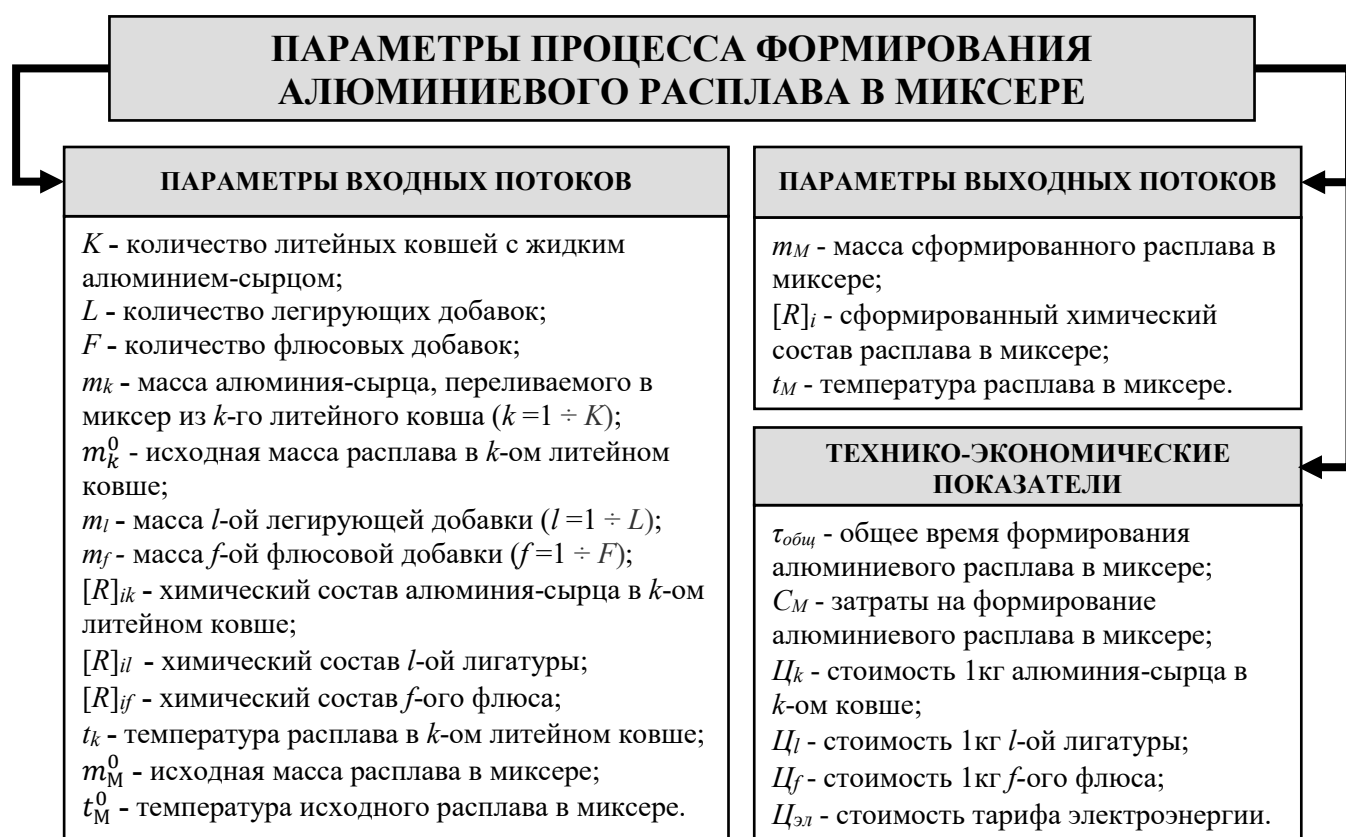 ПАРАМЕТРЫ ПРОЦЕССА ФОРМИРОВАНИЯ
АЛЮМИНИЕВОГО РАСПЛАВА В МИКСЕРЕ
ПАРАМЕТРЫ ВХОДНЫХ ПОТОКОВ
K - количество литейных ковшей с жидким
алюминием-сырцом;
L - количество легирующих добавок;
F - количество флюсовых добавок;
m_k - масса алюминия-сырца, переливаемого в
миксер из k-го литейного ковша (k =1 ÷ K);
m_k^0 - исходная масса расплава в k-ом литейном
ковше;
m_l - масса l-ой легирующей добавки (l =1 ÷ L);
m_f - масса f-ой флюсовой добавки (f =1 ÷ F);
[R]_ik - химический состав алюминия-сырца в k-ом
литейном ковше;
[R]_il - химический состав l-ой лигатуры;
[R]_if - химический состав f-ого флюса;
t_k - температура расплава в k-ом литейном ковше;
m_М^0 - исходная масса расплава в миксере;
t_М^0 - температура исходного расплава в миксере.
ПАРАМЕТРЫ ВЫХОДНЫХ ПОТОКОВ
m_М - масса сформированного расплава в
миксере;
[R]_i - сформированный химический
состав расплава в миксере;
t_М - температура расплава в миксере.
ТЕХНИКО-ЭКОНОМИЧЕСКИЕ
ПОКАЗАТЕЛИ
τ_общ - общее время формирования
алюминиевого расплава в миксере;
C_М - затраты на формирование
алюминиевого расплава в миксере;
Ц_k - стоимость 1кг алюминия-сырца в
k-ом ковше;
Ц_l - стоимость 1кг l-ой лигатуры;
Ц_f - стоимость 1кг f-ого флюса;
Ц_эл - стоимость тарифа электроэнергии.